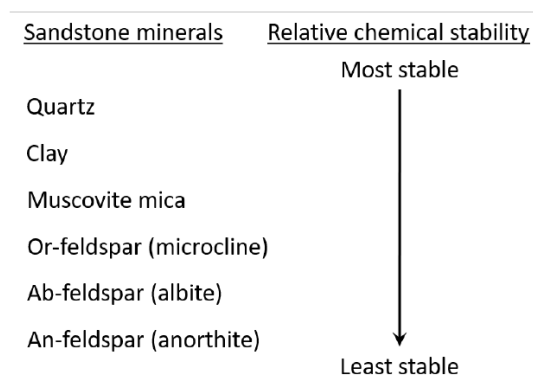 Sandstone minerals Relative chemical stability
Most stable
Quartz
Clay
Muscovite mica
Or-feldspar (microcline)
Ab-feldspar (albite)
An-feldspar (anorthite)
Least stable